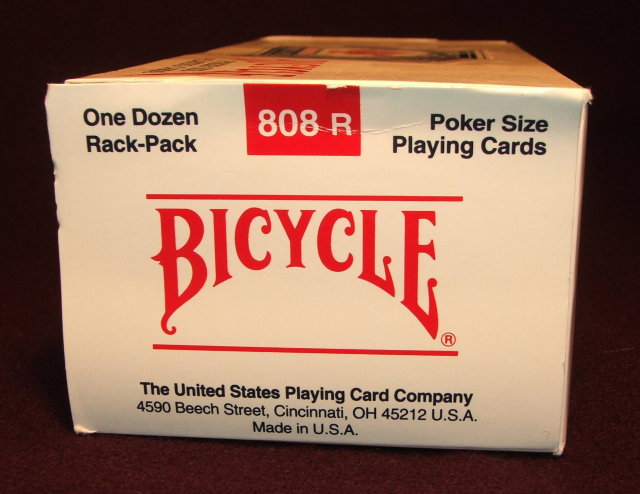 One Dozen
Rack-Pack
808 R
Poker Size
Playing Cards
BICYCLE®
The United States Playing Card Company
4590 Beech Street, Cincinnati, OH 45212 U.S.A.
Made in U.S.A.